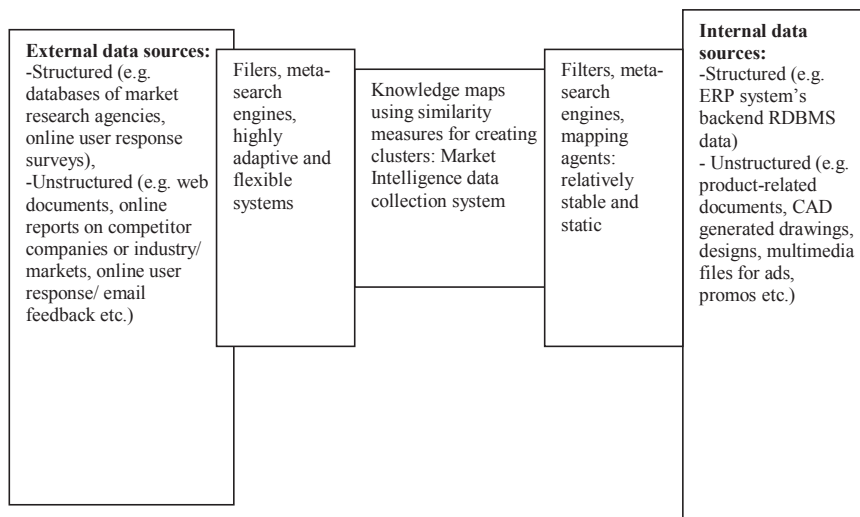 External data sources:
-Structured (e.g.
databases of market
research agencies,
online user response
surveys),
-Unstructured (e.g. web
documents, online
reports on competitor
companies or industry/
markets, online user
response/ email
feedback etc.)
Filers, meta-
search
engines,
highly
adaptive and
flexible
systems
Knowledge maps
using similarity
measures for creating
clusters: Market
Intelligence data
collection system
Filters, meta-
search
engines,
mapping
agents:
relatively
stable and
static
Internal data
sources:
-Structured (e.g.
ERP system's
backend RDBMS
data)
- Unstructured (e.g.
product-related
documents, CAD
generated drawings,
designs, multimedia
files for ads,
promos etc.)